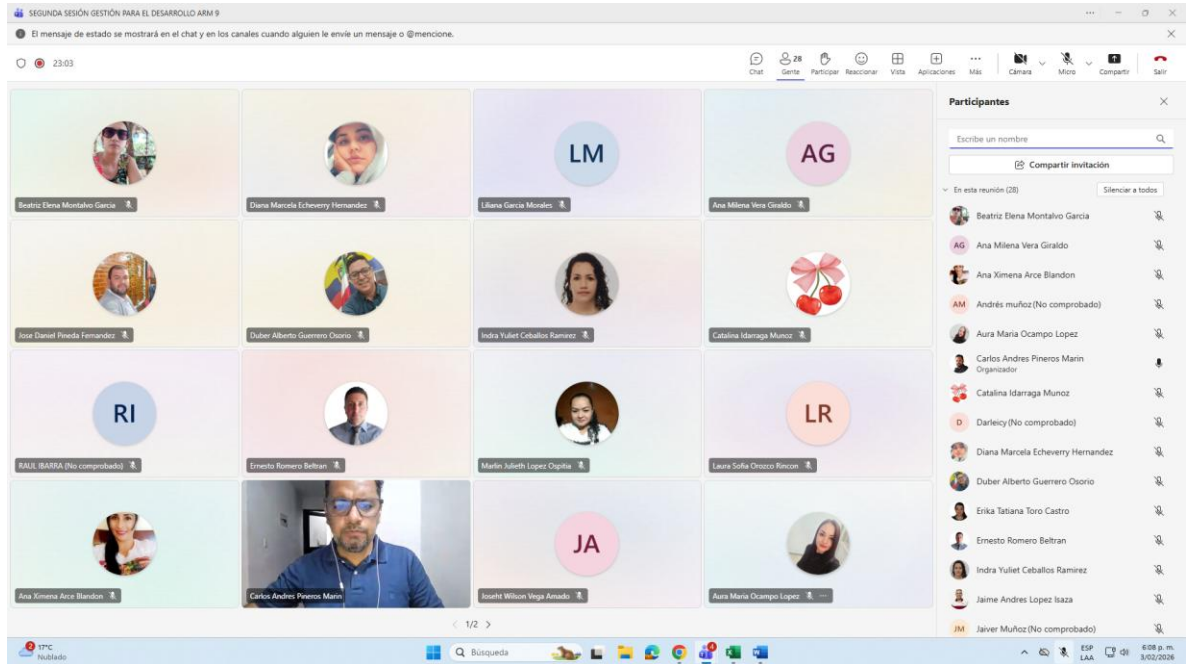 SEGUNDA SESIÓN GESTIÓN PARA EL DESARROLLO ARM 9
El mensaje de estado se mostrará en el chat y en los canales cuando alguien le envíe un mensaje o @mencione.
23:03
28
Chat Gente Participar Reaccionar Vista Aplicaciones Más Cámara Micro Compartir Salir
Beatriz Elena Montalvo Garcia
Diana Marcela Echeverry Hernandez
LM
Liliana Garcia Morales
AG
Ana Milena Vera Giraldo
Jose Daniel Pineda Fernandez
Duber Alberto Guerrero Osorio
Indra Yuliet Ceballos Ramirez
Catalina Idarraga Munoz
RI
RAUL IBARRA (No comprobado)
Ernesto Romero Beltran
Marlin Julieth Lopez Ospitia
LR
Laura Sofia Orozco Rincon
Ana Ximena Arce Blandon
Carlos Andres Pineros Marin
JA
Joseht Wilson Vega Amado
Aura Maria Ocampo Lopez
1/2
Participantes
Escribe un nombre
Compartir invitación
En esta reunión (28)
Silenciar a todos
Beatriz Elena Montalvo Garcia
AG Ana Milena Vera Giraldo
Ana Ximena Arce Blandon
AM Andrés muñoz (No comprobado)
Aura Maria Ocampo Lopez
Carlos Andres Pineros Marin
Organizador
Catalina Idarraga Munoz
D Darleicy (No comprobado)
Diana Marcela Echeverry Hernandez
Duber Alberto Guerrero Osorio
Erika Tatiana Toro Castro
Ernesto Romero Beltran
Indra Yuliet Ceballos Ramirez
Jaime Andres Lopez Isaza
JM Jaiver Muñoz (No comprobado)
2
17°C
Nublado
Búsqueda
ESP
LAA
6:08 p. m.
3/02/2026